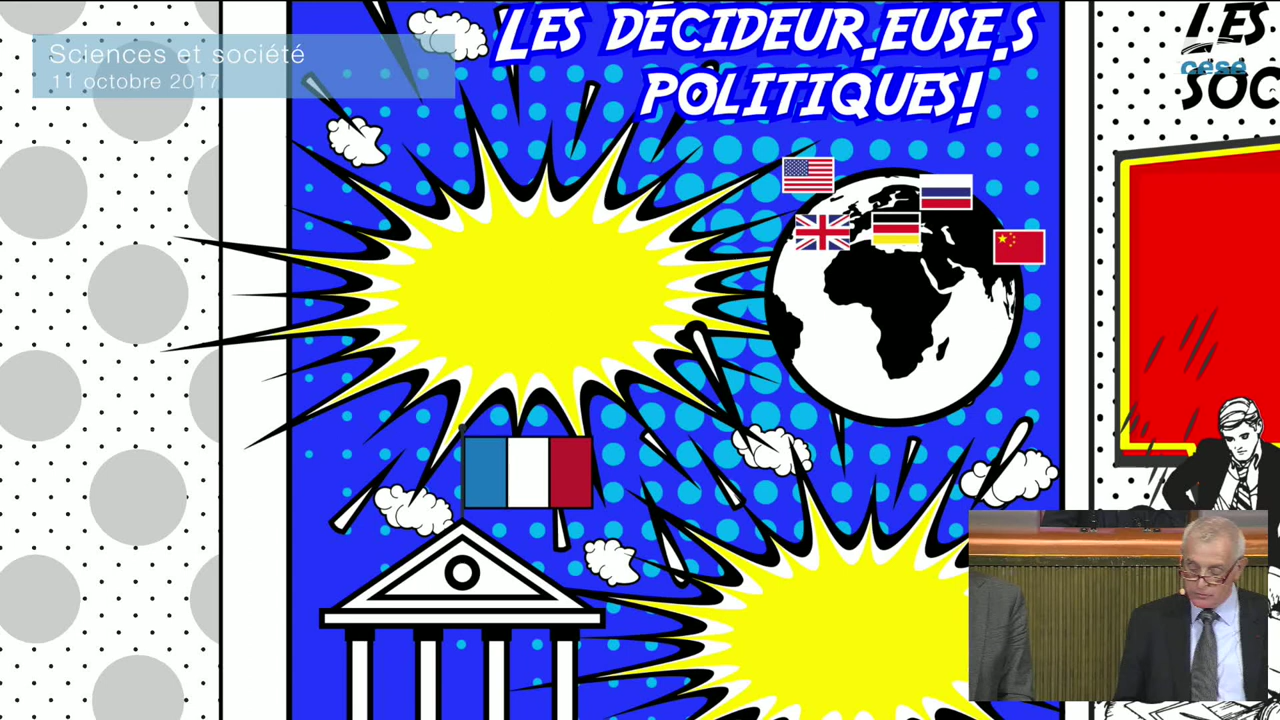 Sciences et société
11 octobre 2017
LES DÉCIDEUR.EUSE.S
POLITIQUES!
LES
SOC
cese